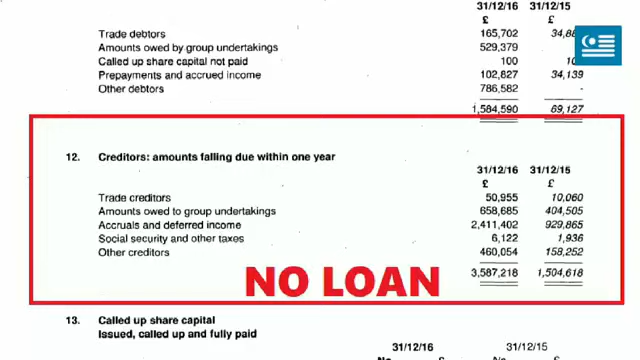 31/12/16 31/12/15
£ £
Trade debtors 165,702
Amounts owed by group undertakings 529,379
Called up share capital not paid 100
Prepayments and accrued income 102,827 34,139
Other debtors 786,582 -
1,584,590 69,127
12. Creditors: amounts falling due within one year
31/12/16 31/12/15
£ £
Trade creditors 50,955 10,060
Amounts owed to group undertakings 658,685 404,505
Accruals and deferred income 2,411,402 929,865
Social security and other taxes 6,122 1,936
Other creditors 460,054 158,252
3,587,218 1,504,618
NO LOAN
13. Called up share capital
Issued, called up and fully paid
31/12/16 31/12/15
£ £